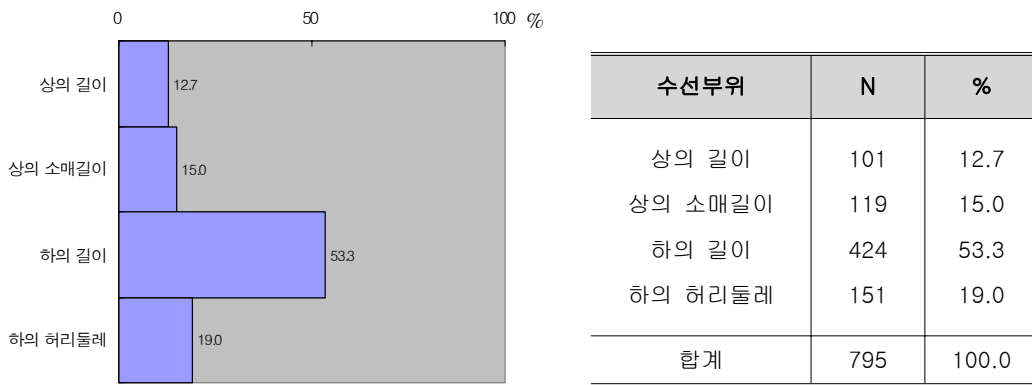 0 50 100 %
상의 길이 12.7
상의 소매길이 15.0
하의 길이 53.3
하의 허리둘레 19.0
수선부위 N %
상의 길이 101 12.7
상의 소매길이 119 15.0
하의 길이 424 53.3
하의 허리둘레 151 19.0
합계 795 100.0